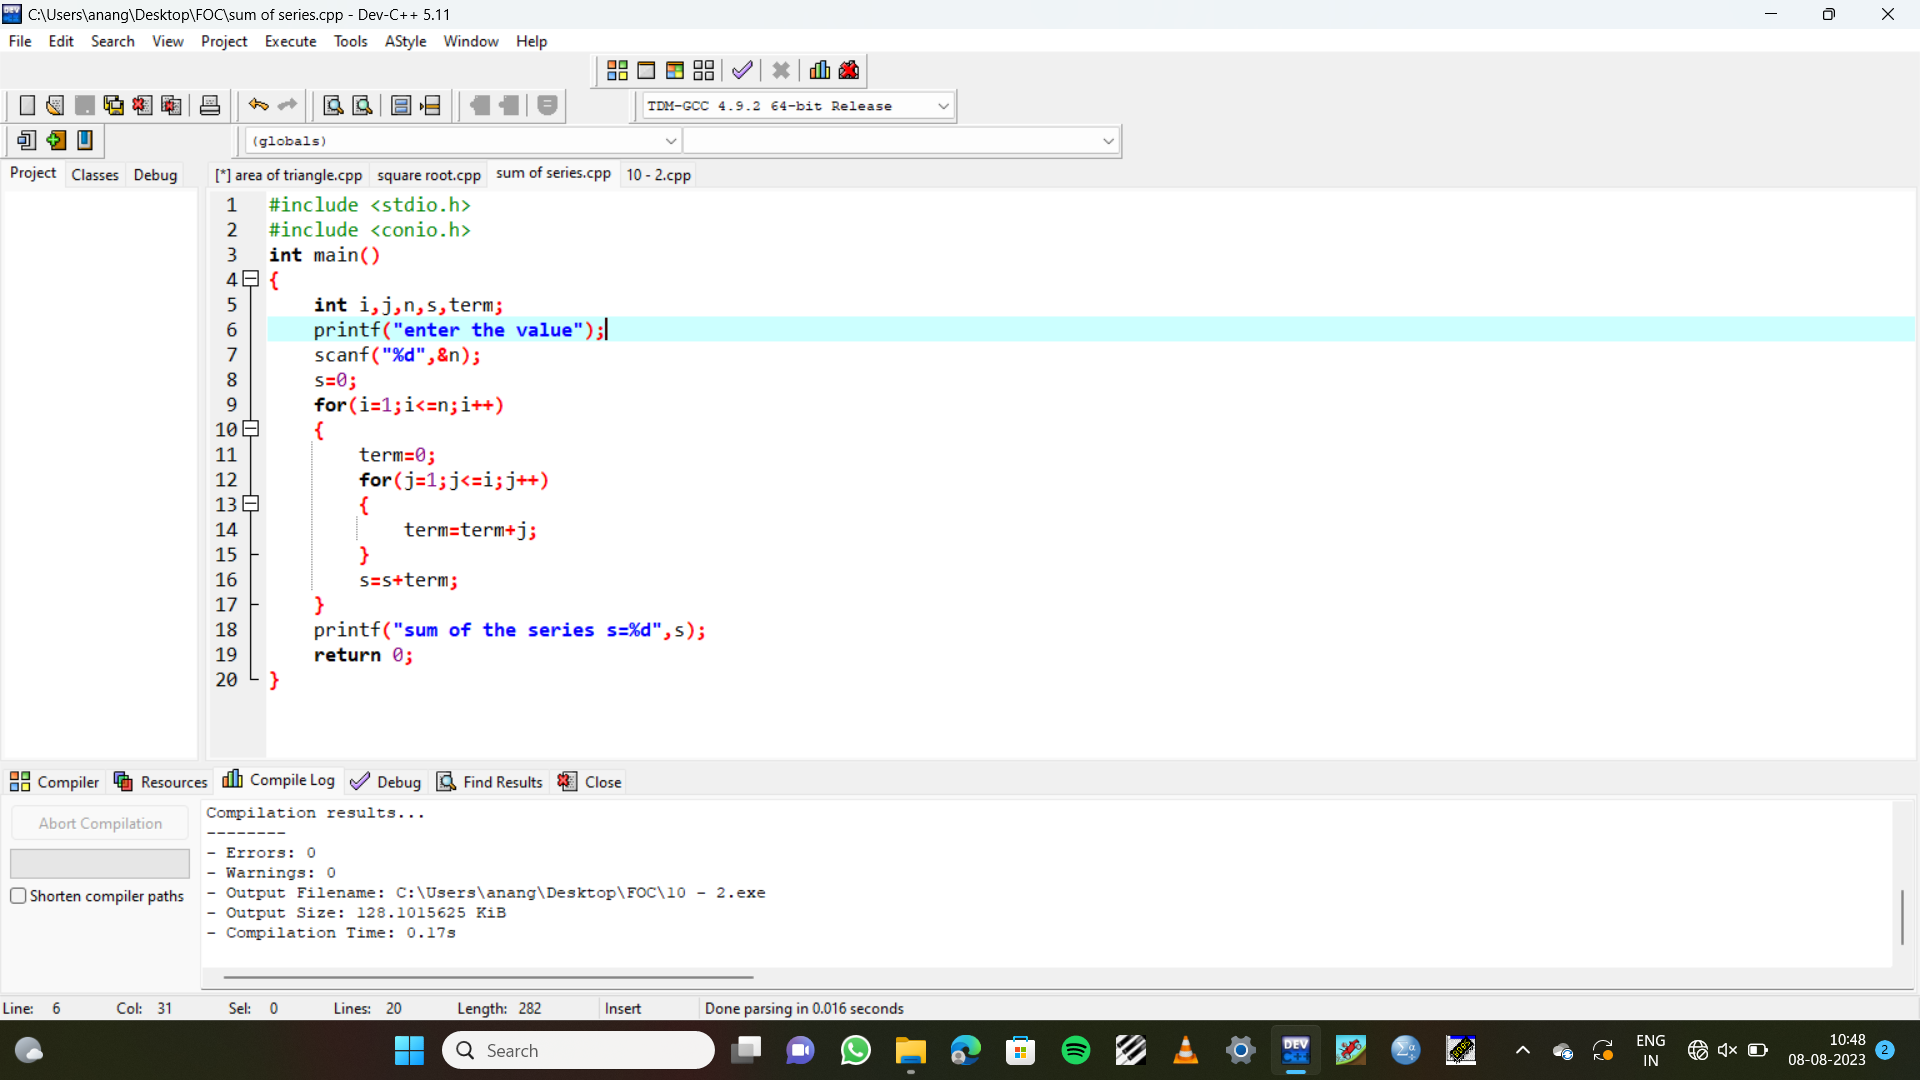 C:\Users\anang\Desktop\FOC\sum of series.cpp - Dev-C++ 5.11
File Edit Search View Project Execute Tools AStyle Window Help
TDM-GCC 4.9.2 64-bit Release
(globals)
Project Classes Debug [*] area of triangle.cpp square root.cpp sum of series.cpp 10 - 2.cpp
1 #include <stdio.h>
2 #include <conio.h>
3 int main()
4 {
5 int i,j,n,s,term;
6 printf("enter the value");
7 scanf("%d",&n);
8 s=0;
9 for(i=1;i<=n;i++)
10 {
11 term=0;
12 for(j=1;j<=i;j++)
13 {
14 term=term+j;
15 }
16 s=s+term;
17 }
18 printf("sum of the series s=%d",s);
19 return 0;
20 }
Compiler Resources Compile Log Debug Find Results Close
Abort Compilation
Shorten compiler paths
Compilation results...
--------
- Errors: 0
- Warnings: 0
- Output Filename: C:\Users\anang\Desktop\FOC\10 - 2.exe
- Output Size: 128.1015625 KiB
- Compilation Time: 0.17s
Line: 6 Col: 31 Sel: 0 Lines: 20 Length: 282 Insert Done parsing in 0.016 seconds
Search
DEV C++
ENG
IN
10:48
08-08-2023
2